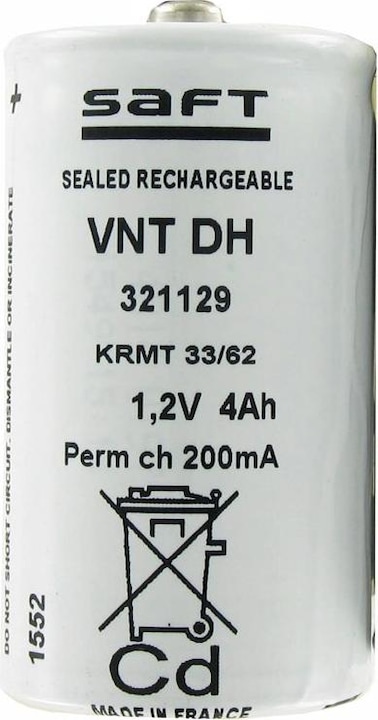 saft
SEALED RECHARGEABLE
VNT DH
321129
KRMT 33/62
1,2V 4Ah
Perm ch 200mA
Cd
MADE IN FRANCE
+
DO NOT SHORT CIRCUIT. DISMANTLE OR INCINERATE
1552